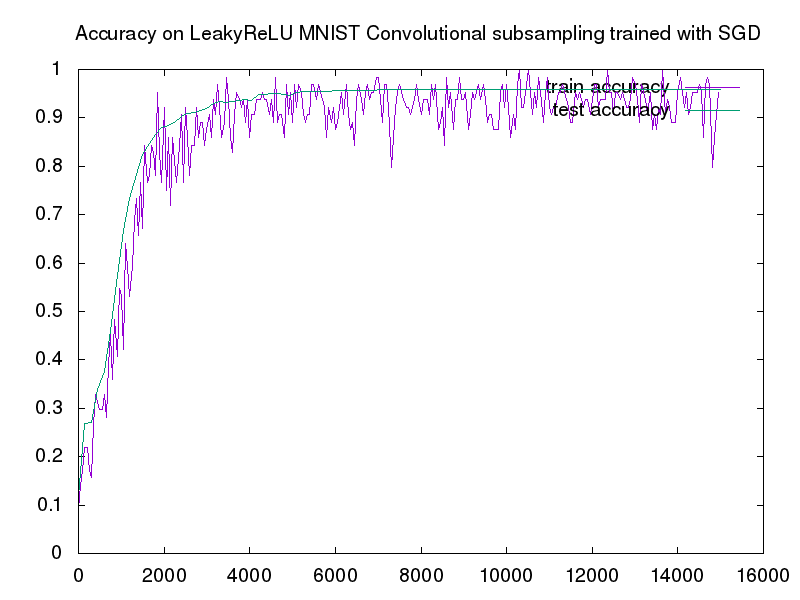 Accuracy on LeakyReLU MNIST Convolutional subsampling trained with SGD
1
train accuracy
0.9
test accuracy
0.8
0.7
0.6
0.5
0.4
0.3
0.2
0.1
0
0 2000 4000 6000 8000 10000 12000 14000 16000